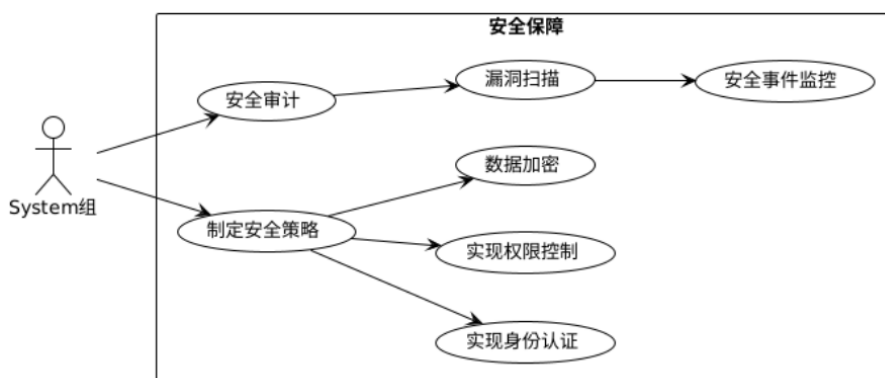 安全保障
漏洞扫描
安全事件监控
安全审计
数据加密
System组
制定安全策略
实现权限控制
实现身份认证